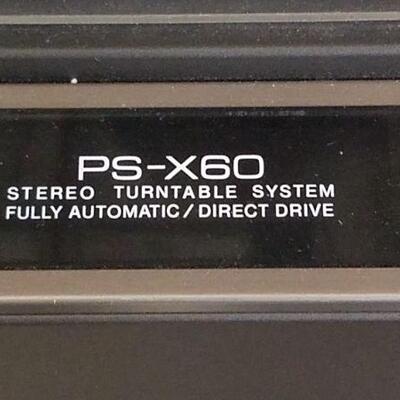 PS-X60
STEREO TURNTABLE SYSTEM
FULLY AUTOMATIC/DIRECT DRIVE